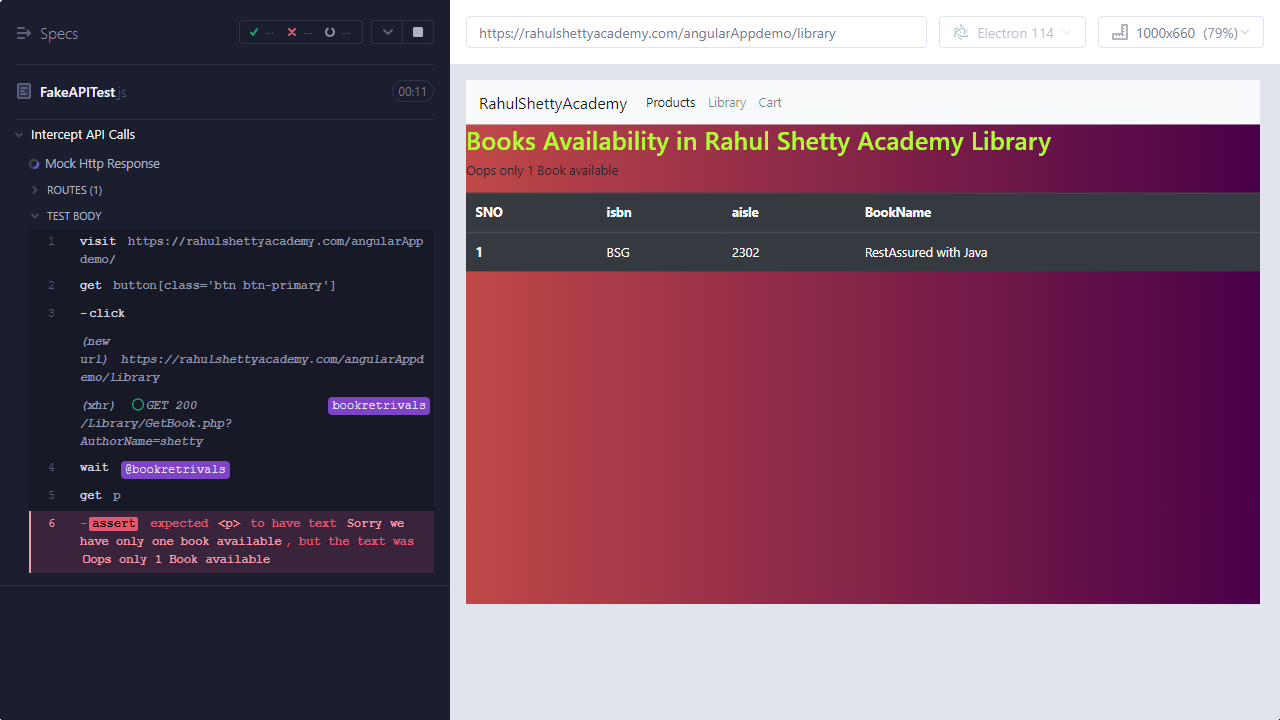 Specs
-- -- --
FakeAPITest.js 00:11
Intercept API Calls
Mock Http Response
ROUTES (1)
TEST BODY
1 visit https://rahulshettyacademy.com/angularApp
demo/
2 get button[class='btn btn-primary']
3 -click
(new
url) https://rahulshettyacademy.com/angularAppd
emo/library
(xhr) GET 200 bookretrivals
/Library/GetBook.php?
AuthorName=shetty
4 wait @bookretrivals
5 get p
6 -assert expected <p> to have text Sorry we
have only one book available, but the text was
Oops only 1 Book available
https://rahulshettyacademy.com/angularAppdemo/library
Electron 114
1000x660 (79%)
RahulShettyAcademy Products Library Cart
Books Availability in Rahul Shetty Academy Library
Oops only 1 Book available
SNO isbn aisle BookName
1 BSG 2302 RestAssured with Java